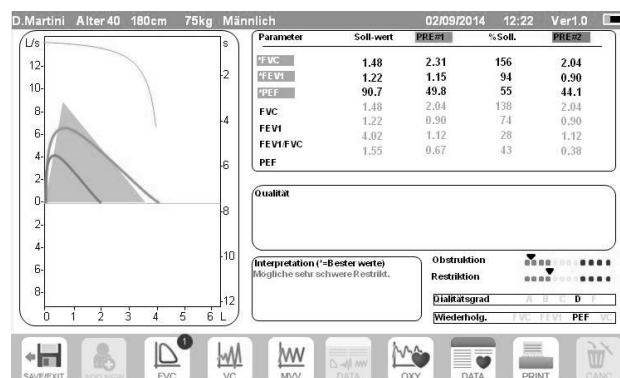 D.Martini Alter 40 180cm 75kg Männlich 02/09/2014 12:22 Ver1.0
L/s s
12-
10-
8-
6-
4-
2-
0-
2-
4-
6-
8-
-2
-4
-6
-8
-10
-12
0 1 2 3 4 5 6 L
Parameter Soll-wert PRE#1 %Soll. PRE#2
*FVC 1.48 2.31 156 2.04
*FEV1 1.22 1.15 94 0.90
*PEF 90.7 49.8 55 44.1
FVC 1.48 2.04 138 2.04
FEV1 1.22 0.90 74 0.90
FEV1/FVC 4.02 1.12 28 1.12
PEF 1.55 0.67 43 0.38
Qualität
Interpretation (*=Bester werte)
Mögliche sehr schwere Restrikt.
Obstruktion
Restriktion
Qialitätsgrad A B C D F
Wiederholg. FVC FEV1 PEF VC
1
SAVE/EXIT ADD NEW FVC VC MVV DATA OXY DATA PRINT CANC